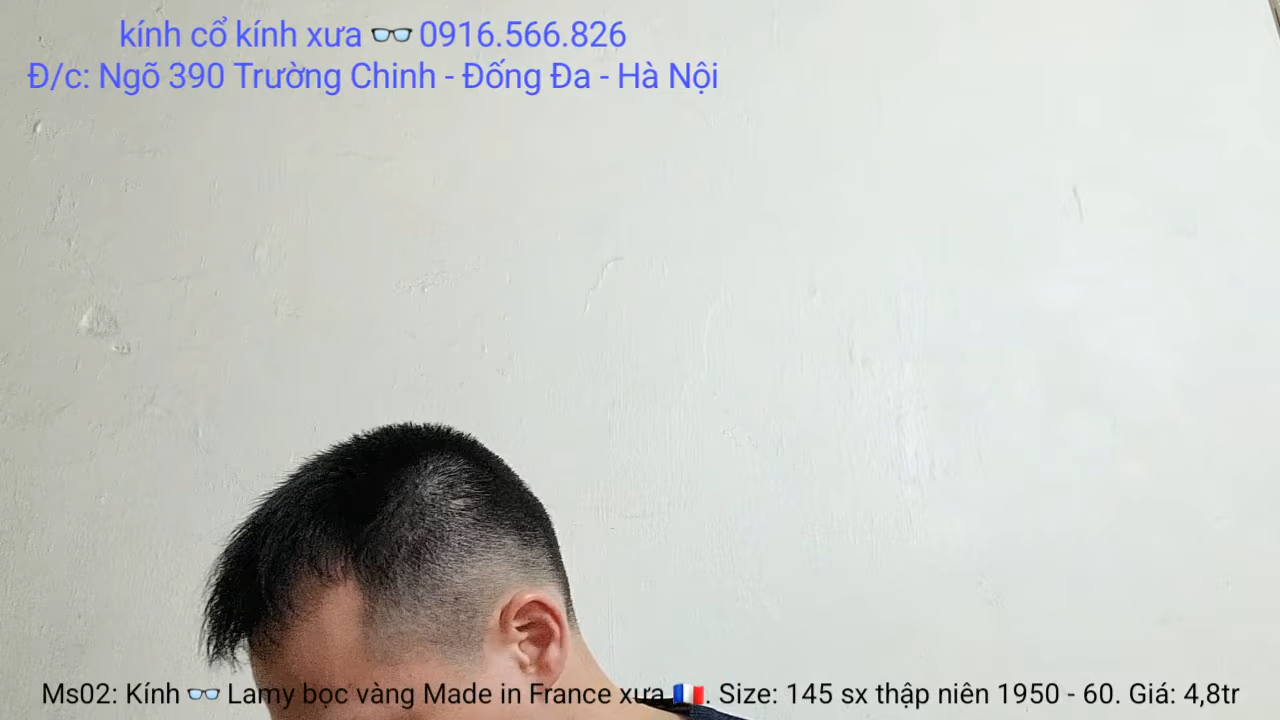 kính cổ kính xưa 👓 0916.566.826
Đ/c: Ngõ 390 Trường Chinh - Đống Đa - Hà Nội
Ms02: Kính 👓 Lamy bọc vàng Made in France xưa 🇫🇷. Size: 145 sx thập niên 1950 - 60. Giá: 4,8tr